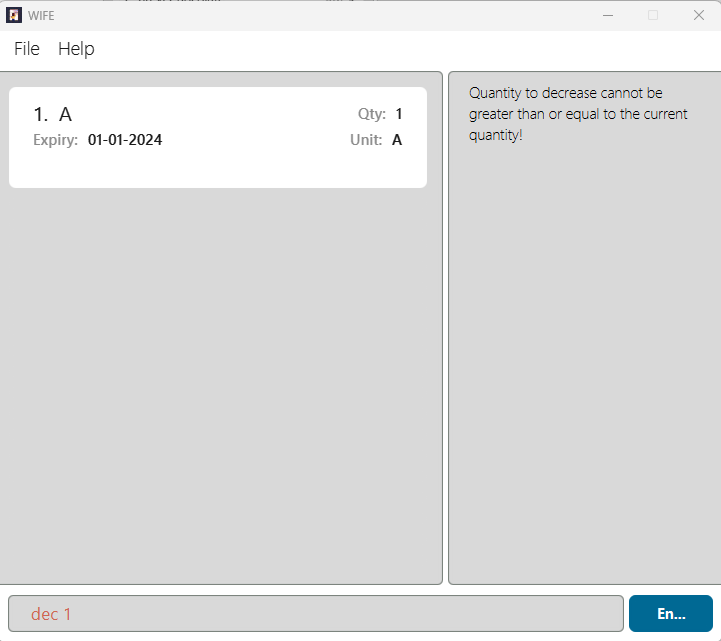 WIFE
File Help
1. A
Qty: 1
Expiry: 01-01-2024
Unit: A
Quantity to decrease cannot be
greater than or equal to the current
quantity!
dec 1
En...